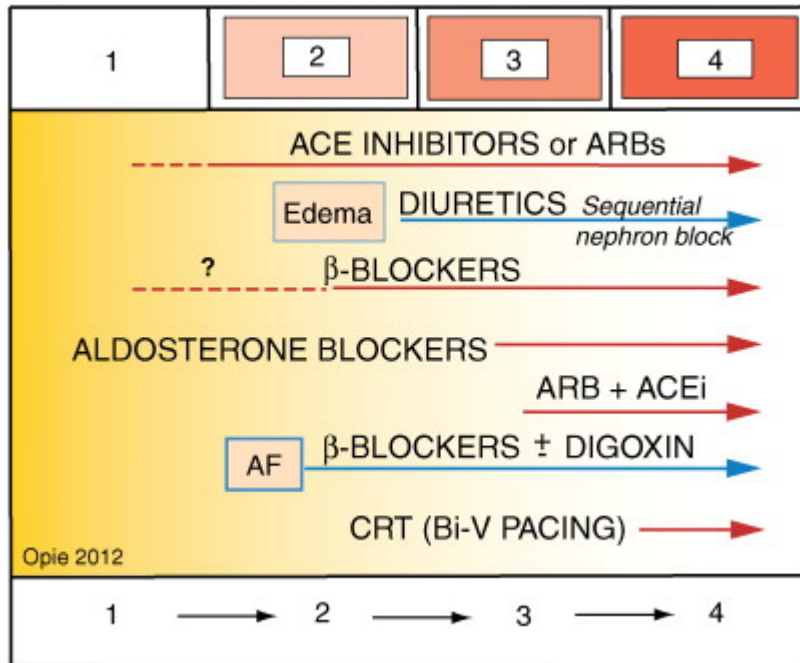 1 2 3 4
ACE INHIBITORS or ARBs
Edema DIURETICS Sequential
nephron block
?
β-BLOCKERS
ALDOSTERONE BLOCKERS
ARB + ACEi
AF β-BLOCKERS ± DIGOXIN
CRT (Bi-V PACING)
Opie 2012
1 2 3 4